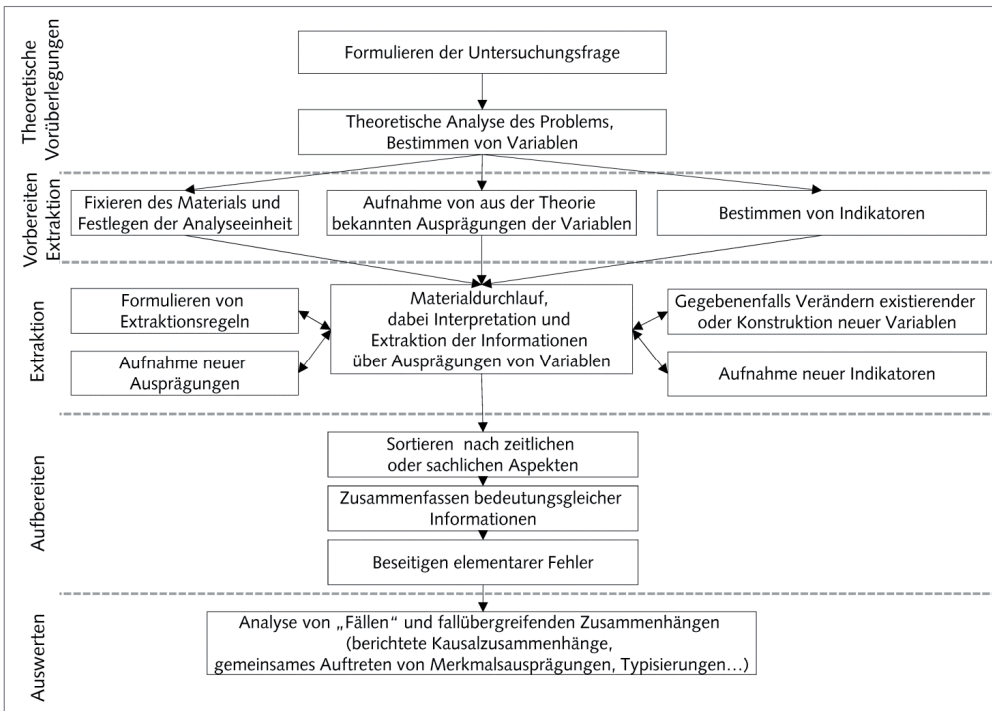 Theoretische
Vorüberlegungen
Formulieren der Untersuchungsfrage
Theoretische Analyse des Problems,
Bestimmen von Variablen
Vorbereiten
Extraktion
Fixieren des Materials und
Festlegen der Analyseeinheit
Aufnahme von aus der Theorie
bekannten Ausprägungen der Variablen
Bestimmen von Indikatoren
Extraktion
Formulieren von
Extraktionsregeln
Aufnahme neuer
Ausprägungen
Materialdurchlauf,
dabei Interpretation und
Extraktion der Informationen
über Ausprägungen von Variablen
Gegebenenfalls Verändern existierender
oder Konstruktion neuer Variablen
Aufnahme neuer Indikatoren
Aufbereiten
Sortieren nach zeitlichen
oder sachlichen Aspekten
Zusammenfassen bedeutungsgleicher
Informationen
Beseitigen elementarer Fehler
Auswerten
Analyse von „Fällen“ und fallübergreifenden Zusammenhängen
(berichtete Kausalzusammenhänge,
gemeinsames Auftreten von Merkmalsausprägungen, Typisierungen...)